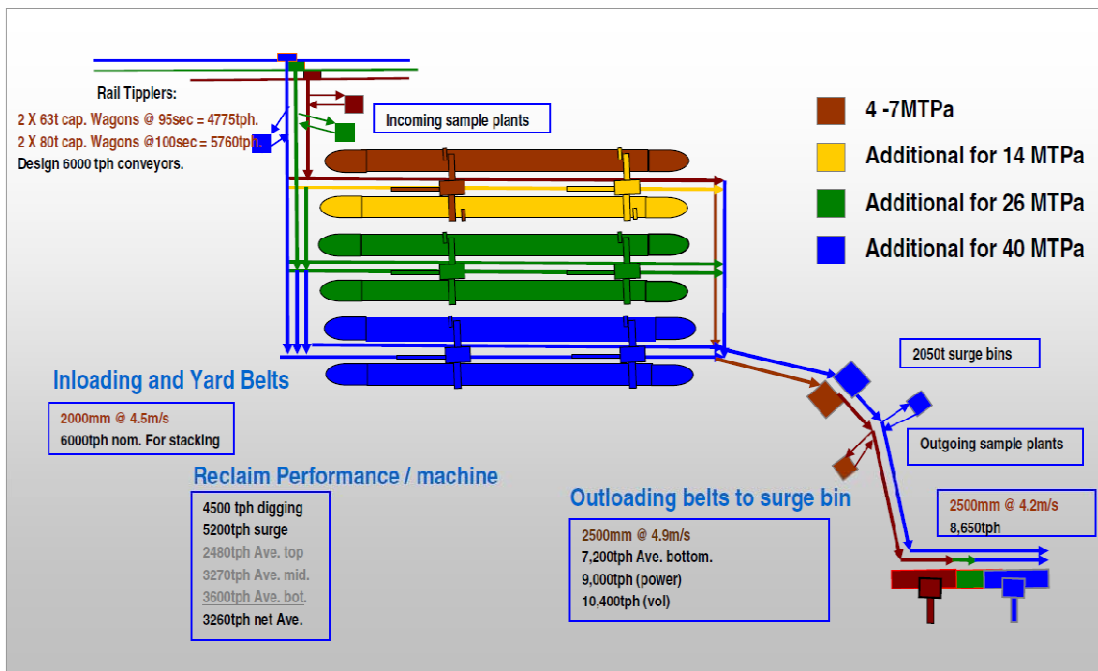 Rail Tipplers:
2 X 63t cap. Wagons @ 95sec = 4775tph.
2 X 80t cap. Wagons @100sec = 5760tph.
Design 6000 tph conveyors.
Incoming sample plants
4 -7MTPa
Additional for 14 MTPa
Additional for 26 MTPa
Additional for 40 MTPa
2050t surge bins
Inloading and Yard Belts
2000mm @ 4.5m/s
6000tph nom. For stacking
Outgoing sample plants
Reclaim Performance / machine
4500 tph digging
5200tph surge
2480tph Ave. top
3270tph Ave. mid.
3600tph Ave. bot.
3260tph net Ave.
Outloading belts to surge bin
2500mm @ 4.9m/s
7,200tph Ave. bottom.
9,000tph (power)
10,400tph (vol)
2500mm @ 4.2m/s
8,650tph